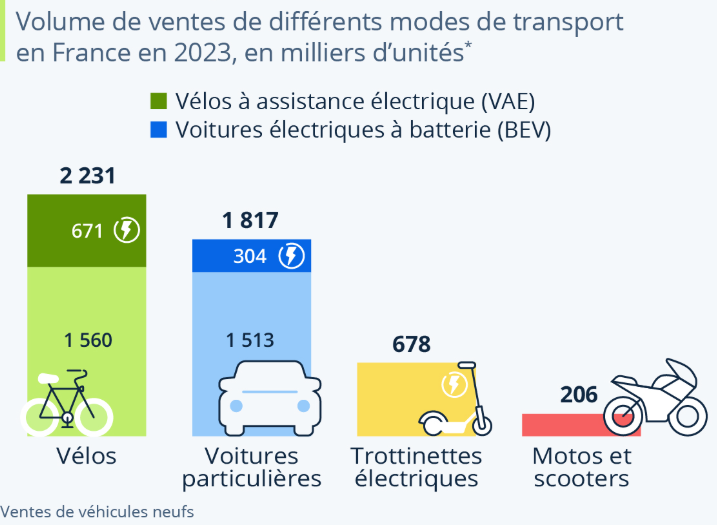 Volume de ventes de différents modes de transport
en France en 2023, en milliers d'unités*
Vélos à assistance électrique (VAE)
Voitures électriques à batterie (BEV)
2 231
671
1 560
Vélos
1 817
304
1 513
Voitures
particulières
678
Trottinettes
électriques
206
Motos et
scooters
Ventes de véhicules neufs